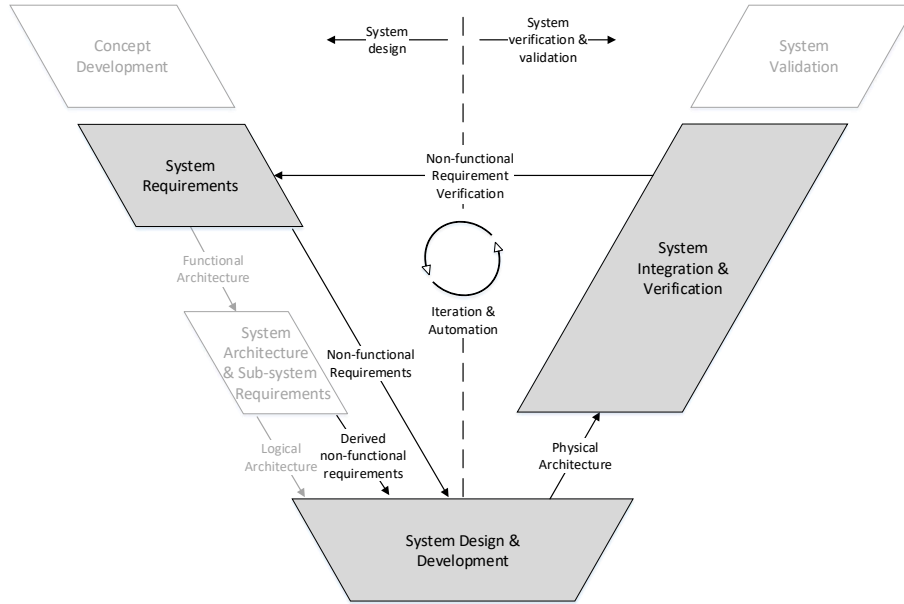 Concept
Development
System
design
System
verification &
validation
System
Validation
System
Requirements
Non-functional
Requirement
Verification
Functional
Architecture
System
Integration &
Verification
Iteration &
Automation
System
Architecture
& Sub-system
Requirements
Non-functional
Requirements
Logical
Architecture
Derived
non-functional
requirements
Physical
Architecture
System Design &
Development